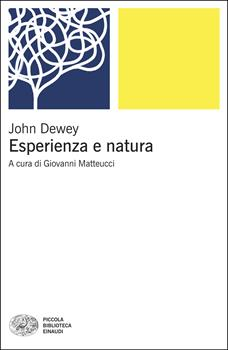 John Dewey
Esperienza e natura
A cura di Giovanni Matteucci
PICCOLA
BIBLIOTECA
EINAUDI